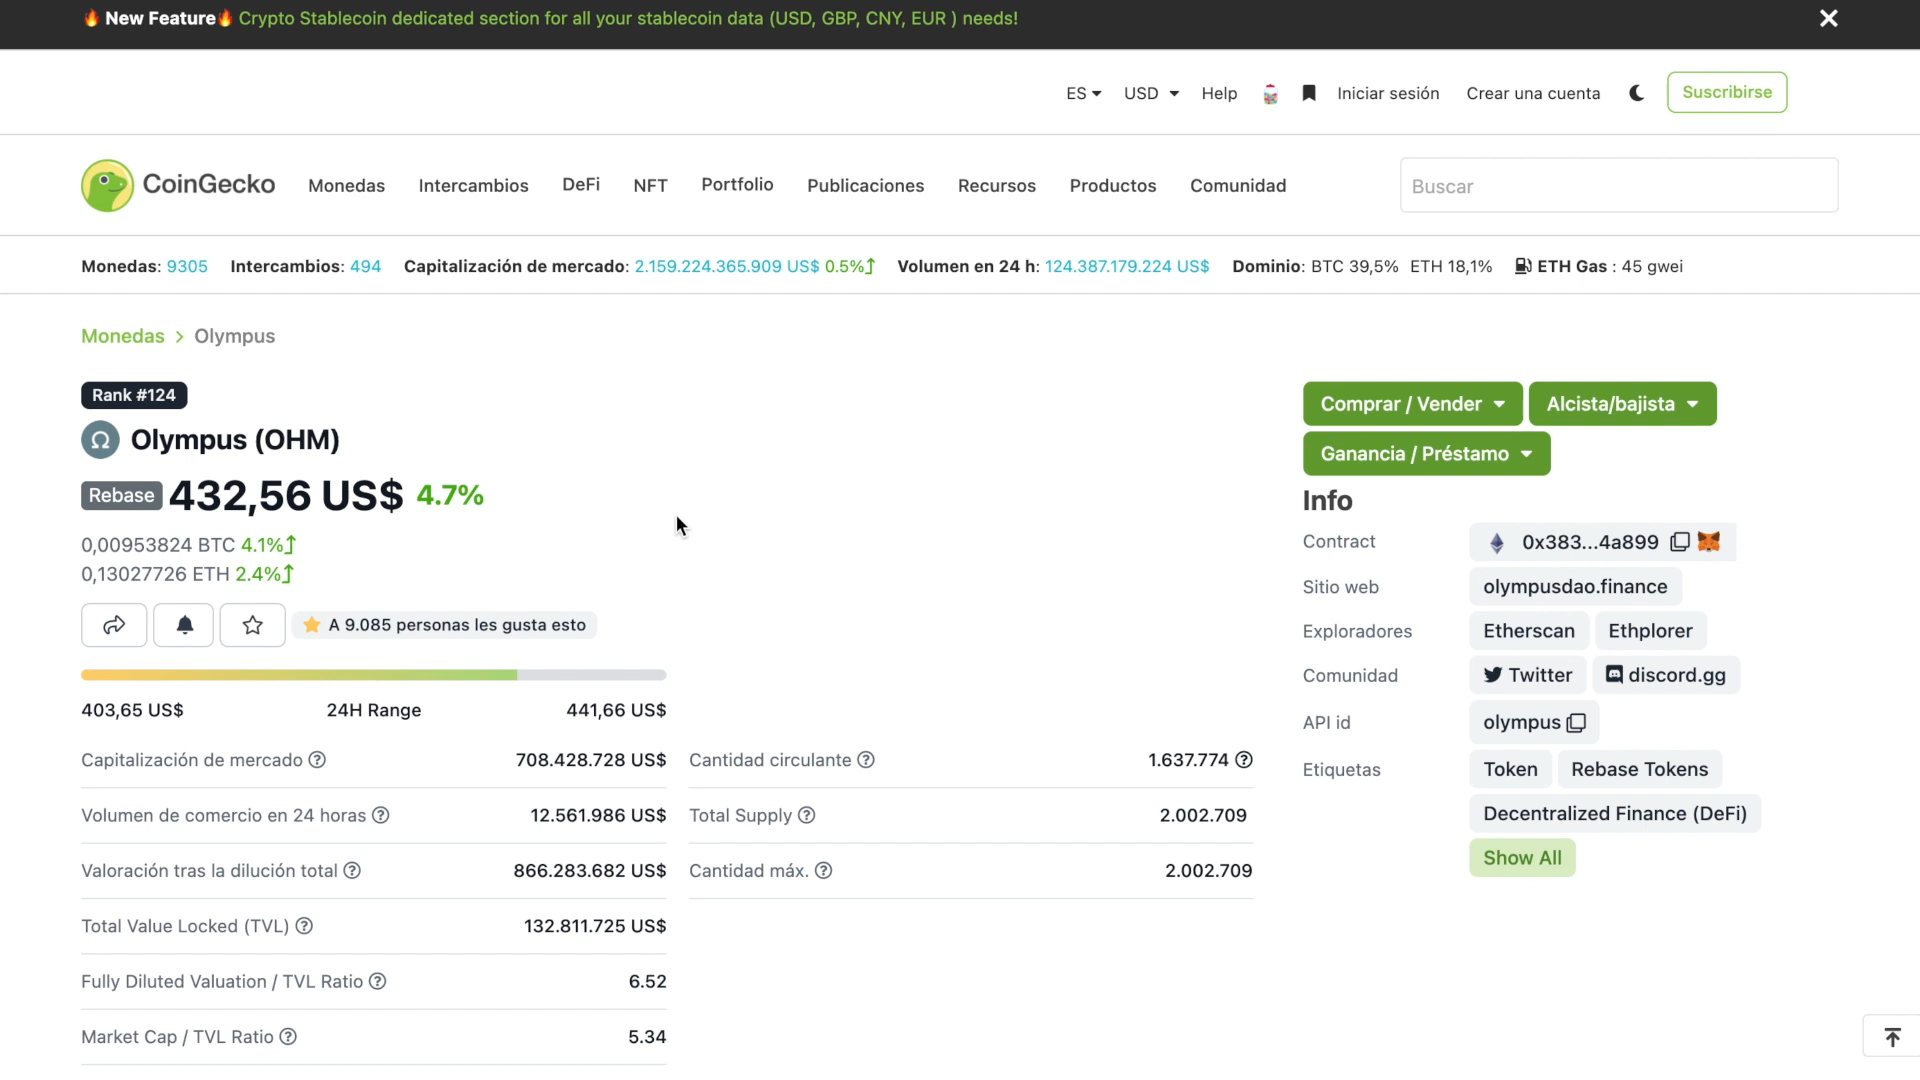 🔥 New Feature🔥 Crypto Stablecoin dedicated section for all your stablecoin data (USD, GBP, CNY, EUR ) needs!
ES USD Help Iniciar sesión Crear una cuenta Suscribirse
CoinGecko Monedas Intercambios DeFi NFT Portfolio Publicaciones Recursos Productos Comunidad Buscar
Monedas: 9305 Intercambios: 494 Capitalización de mercado: 2.159.224.365.909 US$ 0.5% Volumen en 24 h: 124.387.179.224 US$ Dominio: BTC 39,5% ETH 18,1% ETH Gas : 45 gwei
Monedas > Olympus
Rank #124
Olympus (OHM)
Rebase 432,56 US$ 4.7%
0,00953824 BTC 4.1%
0,13027726 ETH 2.4%
A 9.085 personas les gusta esto
403,65 US$ 24H Range 441,66 US$
Capitalización de mercado 708.428.728 US$
Volumen de comercio en 24 horas 12.561.986 US$
Valoración tras la dilución total 866.283.682 US$
Total Value Locked (TVL) 132.811.725 US$
Fully Diluted Valuation / TVL Ratio 6.52
Market Cap / TVL Ratio 5.34
Cantidad circulante 1.637.774
Total Supply 2.002.709
Cantidad máx. 2.002.709
Comprar / Vender Alcista/bajista
Ganancia / Préstamo
Info
Contract 0x383...4a899
Sitio web olympusdao.finance
Exploradores Etherscan Ethplorer
Comunidad Twitter discord.gg
API id olympus
Etiquetas Token Rebase Tokens
Decentralized Finance (DeFi)
Show All